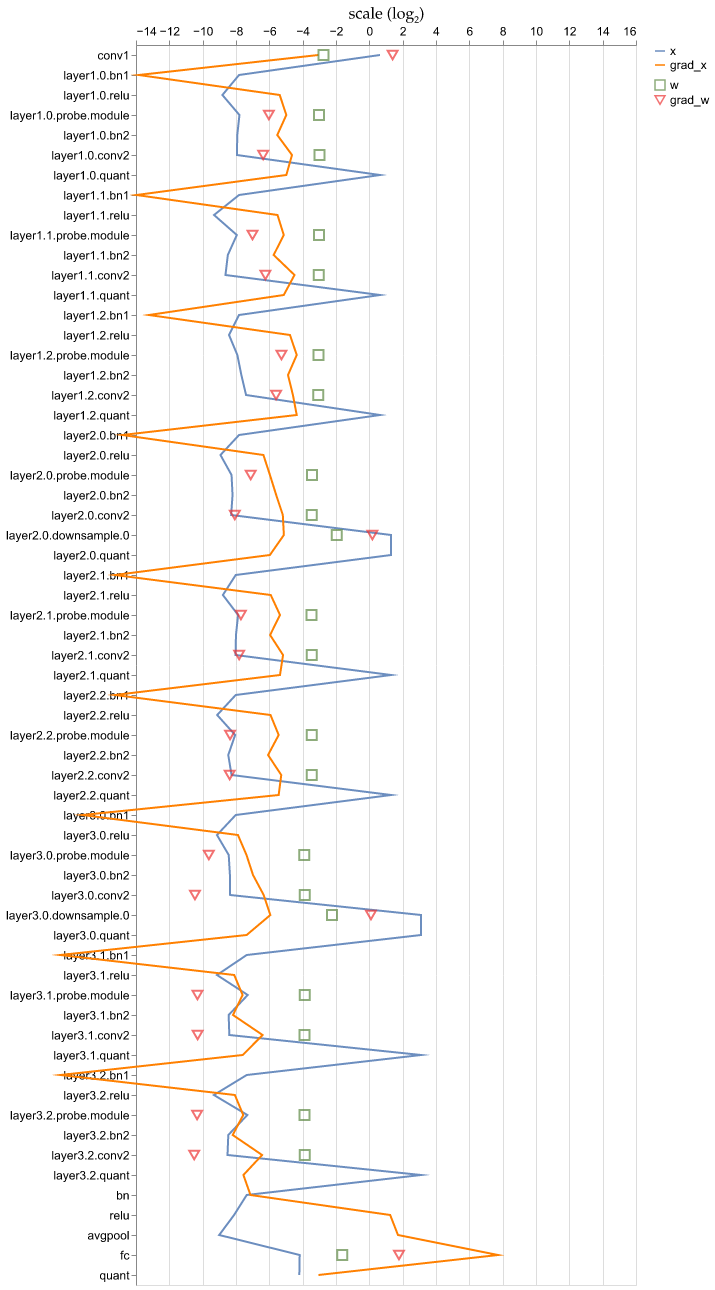 scale (log₂)
−14 −12 −10 −8 −6 −4 −2 0 2 4 6 8 10 12 14 16
x
grad_x
w
grad_w
conv1
layer1.0.bn1
layer1.0.relu
layer1.0.probe.module
layer1.0.bn2
layer1.0.conv2
layer1.0.quant
layer1.1.bn1
layer1.1.relu
layer1.1.probe.module
layer1.1.bn2
layer1.1.conv2
layer1.1.quant
layer1.2.bn1
layer1.2.relu
layer1.2.probe.module
layer1.2.bn2
layer1.2.conv2
layer1.2.quant
layer2.0.bn1
layer2.0.relu
layer2.0.probe.module
layer2.0.bn2
layer2.0.conv2
layer2.0.downsample.0
layer2.0.quant
layer2.1.bn1
layer2.1.relu
layer2.1.probe.module
layer2.1.bn2
layer2.1.conv2
layer2.1.quant
layer2.2.bn1
layer2.2.relu
layer2.2.probe.module
layer2.2.bn2
layer2.2.conv2
layer2.2.quant
layer3.0.bn1
layer3.0.relu
layer3.0.probe.module
layer3.0.bn2
layer3.0.conv2
layer3.0.downsample.0
layer3.0.quant
layer3.1.bn1
layer3.1.relu
layer3.1.probe.module
layer3.1.bn2
layer3.1.conv2
layer3.1.quant
layer3.2.bn1
layer3.2.relu
layer3.2.probe.module
layer3.2.bn2
layer3.2.conv2
layer3.2.quant
bn
relu
avgpool
fc
quant